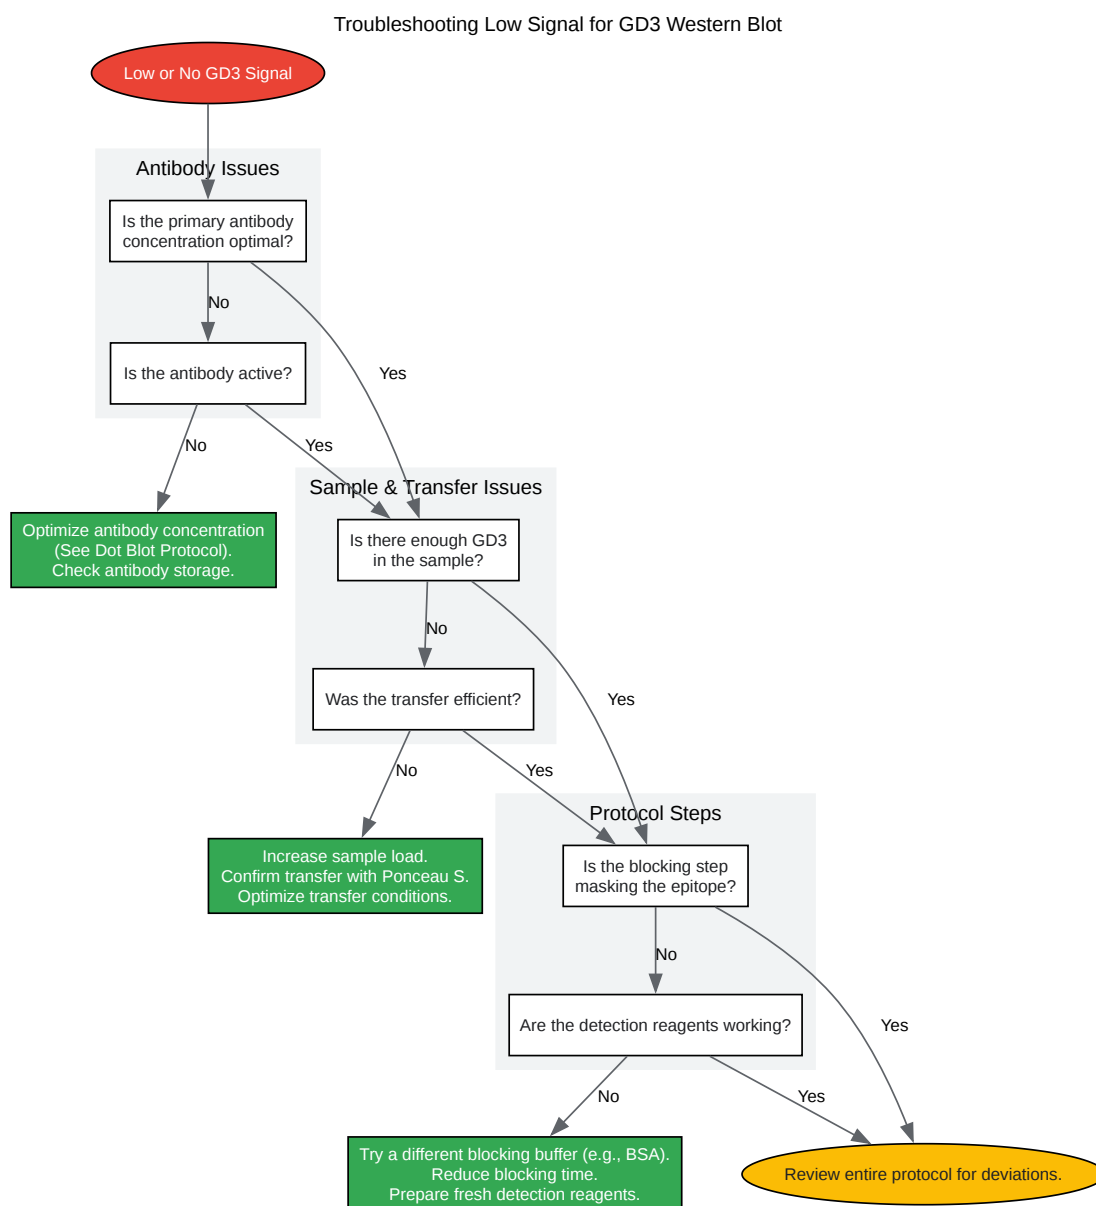 Troubleshooting Low Signal for GD3 Western Blot
Low or No GD3 Signal
Antibody Issues
Is the primary antibody
concentration optimal?
No
Yes
Is the antibody active?
No
Yes
Sample & Transfer Issues
Optimize antibody concentration
(See Dot Blot Protocol).
Check antibody storage.
Is there enough GD3
in the sample?
No
Yes
Was the transfer efficient?
No
Yes
Protocol Steps
Increase sample load.
Confirm transfer with Ponceau S.
Optimize transfer conditions.
Is the blocking step
masking the epitope?
No
Yes
Are the detection reagents working?
No
Yes
Try a different blocking buffer (e.g., BSA).
Reduce blocking time.
Prepare fresh detection reagents.
Review entire protocol for deviations.